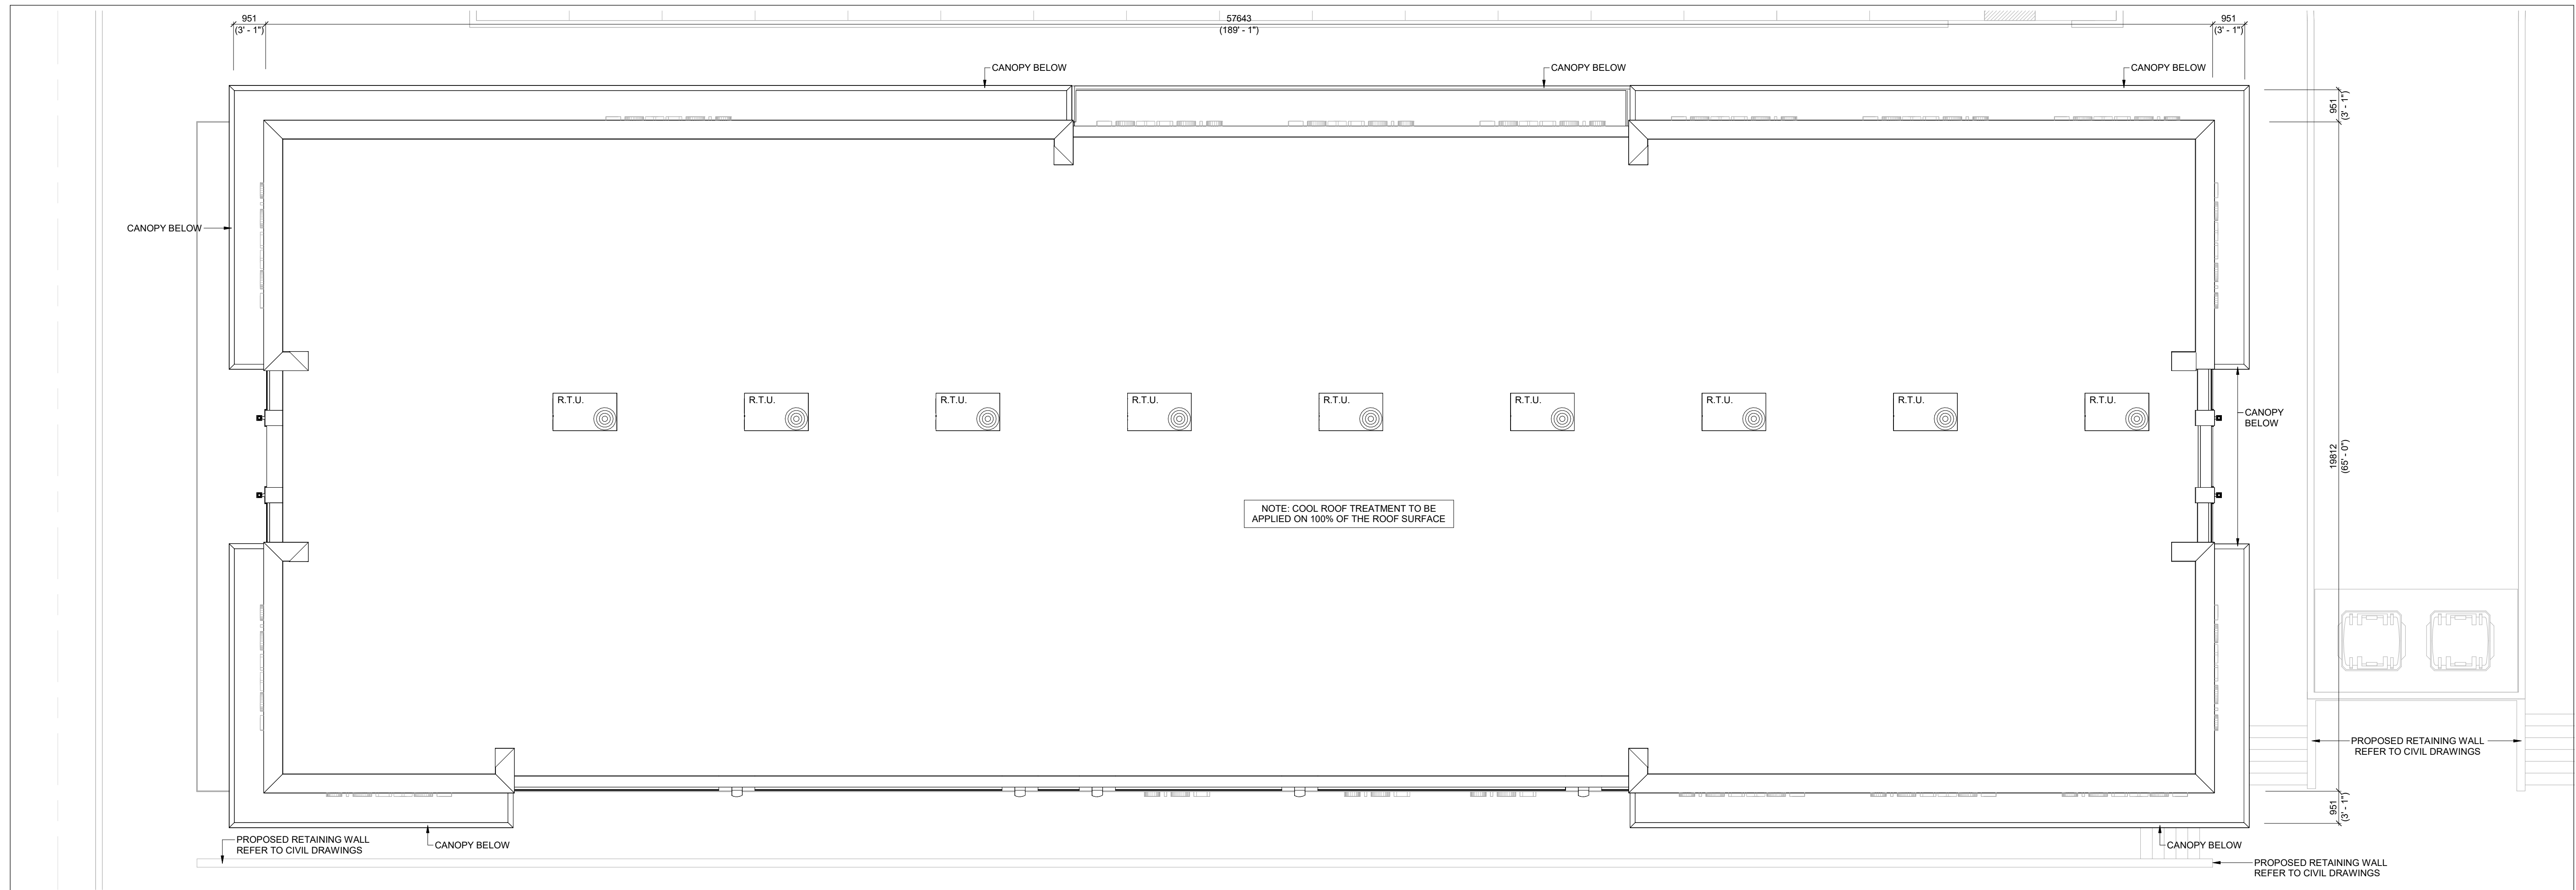 951
(3' - 1")
57643
(189' - 1")
951
(3' - 1")
CANOPY BELOW
CANOPY BELOW
CANOPY BELOW
951
(3' - 1")
CANOPY BELOW
R.T.U.
R.T.U.
R.T.U.
R.T.U.
R.T.U.
R.T.U.
R.T.U.
R.T.U.
R.T.U.
CANOPY
BELOW
19812
(65' - 0")
NOTE: COOL ROOF TREATMENT TO BE
APPLIED ON 100% OF THE ROOF SURFACE
PROPOSED RETAINING WALL
REFER TO CIVIL DRAWINGS
951
(3' - 1")
PROPOSED RETAINING WALL
REFER TO CIVIL DRAWINGS
CANOPY BELOW
CANOPY BELOW
PROPOSED RETAINING WALL
REFER TO CIVIL DRAWINGS